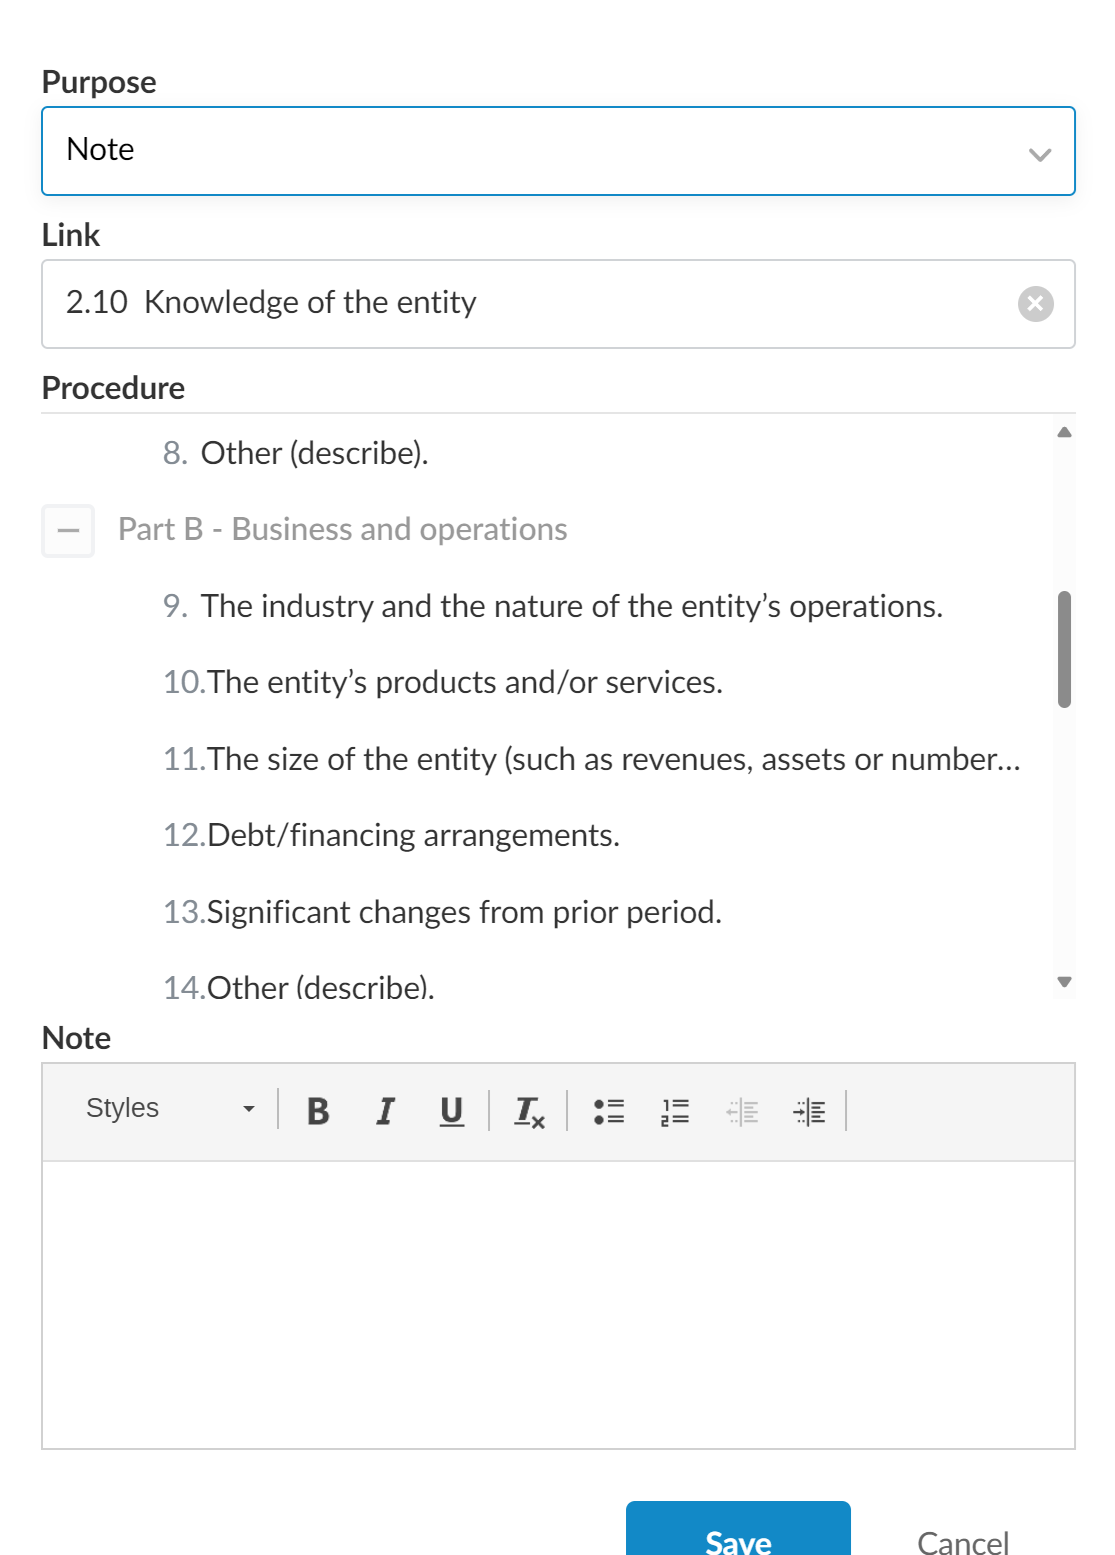 Purpose
Note
Link
2.10 Knowledge of the entity
Procedure
8. Other (describe).
Part B - Business and operations
9. The industry and the nature of the entity’s operations.
10.The entity’s products and/or services.
11.The size of the entity (such as revenues, assets or number...
12.Debt/financing arrangements.
13.Significant changes from prior period.
14.Other (describe).
Note
Styles B I U Tx
Save Cancel